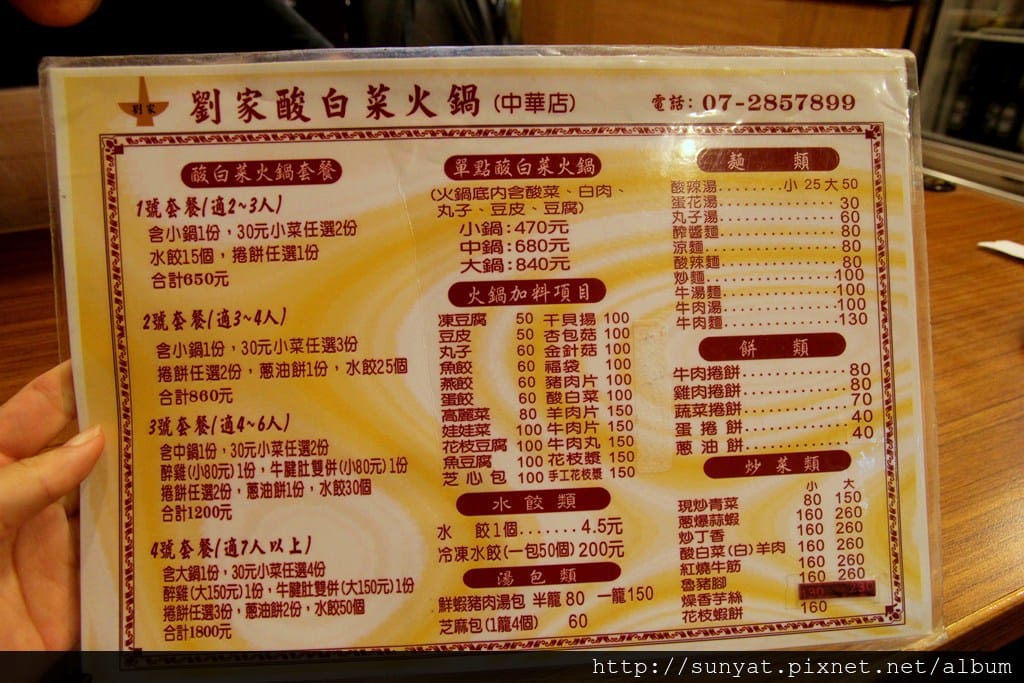 劉家
劉家酸白菜火鍋(中華店)
電話: 07-2857899
酸白菜火鍋套餐
1號套餐(適2~3人)
含小鍋1份，30元小菜任選2份
水餃15個，捲餅任選1份
合計650元
2號套餐(適3~4人)
含小鍋1份，30元小菜任選3份
捲餅任選2份，蔥油餅1份，水餃25個
合計860元
3號套餐(適4~6人)
含中鍋1份，30元小菜任選2份
醉雞(小80元)1份，牛腱肚雙併(小80元)1份
捲餅任選2份，蔥油餅1份，水餃30個
合計1200元
4號套餐(適7人以上)
含大鍋1份，30元小菜任選4份
醉雞(大150元)1份，牛腱肚雙併(大150元)1份
捲餅任選3份，蔥油餅2份，水餃50個
合計1800元
單點酸白菜火鍋
(火鍋底內含酸菜、白肉、
丸子、豆皮、豆腐)
小鍋:470元
中鍋:680元
大鍋:840元
火鍋加料項目
凍豆腐 50 干貝揚 100
豆皮 50 杏包菇 100
丸子 60 金針菇 100
魚餃 60 福袋 100
燕餃 60 豬肉片 100
蛋餃 60 酸白菜 100
高麗菜 80 羊肉片 150
娃娃菜 100 牛肉片 150
花枝豆腐 100 牛肉丸 150
魚豆腐 100 花枝漿 150
芝心包 100 手工花枝漿 150
水餃類
水 餃1個.......4.5元
冷凍水餃(一包50個)200元
湯包類
鮮蝦豬肉湯包 半籠80 一籠150
芝麻包(1籠4個) 60
麵 類
酸辣湯........小 25大50
蛋花湯............30
丸子湯............60
醡醬麵............80
涼麵............80
酸辣麵............80
炒麵............100
牛湯麵............100
牛肉湯............100
牛肉麵............130
餅 類
牛肉捲餅............80
雞肉捲餅............80
蔬菜捲餅............70
蛋 捲 餅............40
蔥 油 餅............40
炒菜類
小 大
現炒青菜 80 150
蔥爆蒜蝦 160 260
炒丁香 160 260
酸白菜(白)羊肉 160 260
紅燒牛筋 160 260
魯豬腳 160 260
燥香芋絲
花枝蝦餅 160
http://sunyat.pixnet.net/album